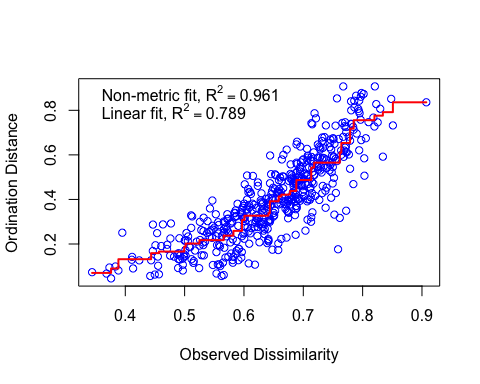 Non-metric fit, R² = 0.961
Linear fit, R² = 0.789
Ordination Distance
0.8
0.6
0.4
0.2
0.4 0.5 0.6 0.7 0.8 0.9
Observed Dissimilarity